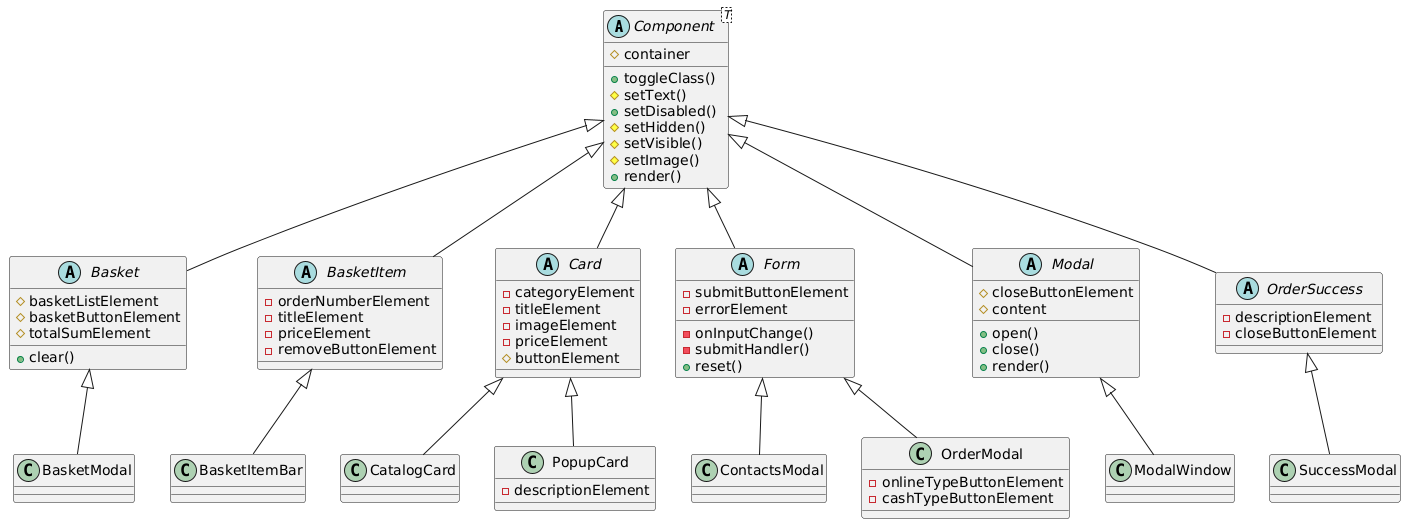 A Component T
container
toggleClass()
setText()
setDisabled()
setHidden()
setVisible()
setImage()
render()
A Basket
basketListElement
basketButtonElement
totalSumElement
clear()
A BasketItem
orderNumberElement
titleElement
priceElement
removeButtonElement
A Card
categoryElement
titleElement
imageElement
priceElement
buttonElement
A Form
submitButtonElement
errorElement
onInputChange()
submitHandler()
reset()
A Modal
closeButtonElement
content
open()
close()
render()
A OrderSuccess
descriptionElement
closeButtonElement
C BasketModal
C BasketItemBar
C CatalogCard
C PopupCard
descriptionElement
C ContactsModal
C OrderModal
onlineTypeButtonElement
cashTypeButtonElement
C ModalWindow
C SuccessModal